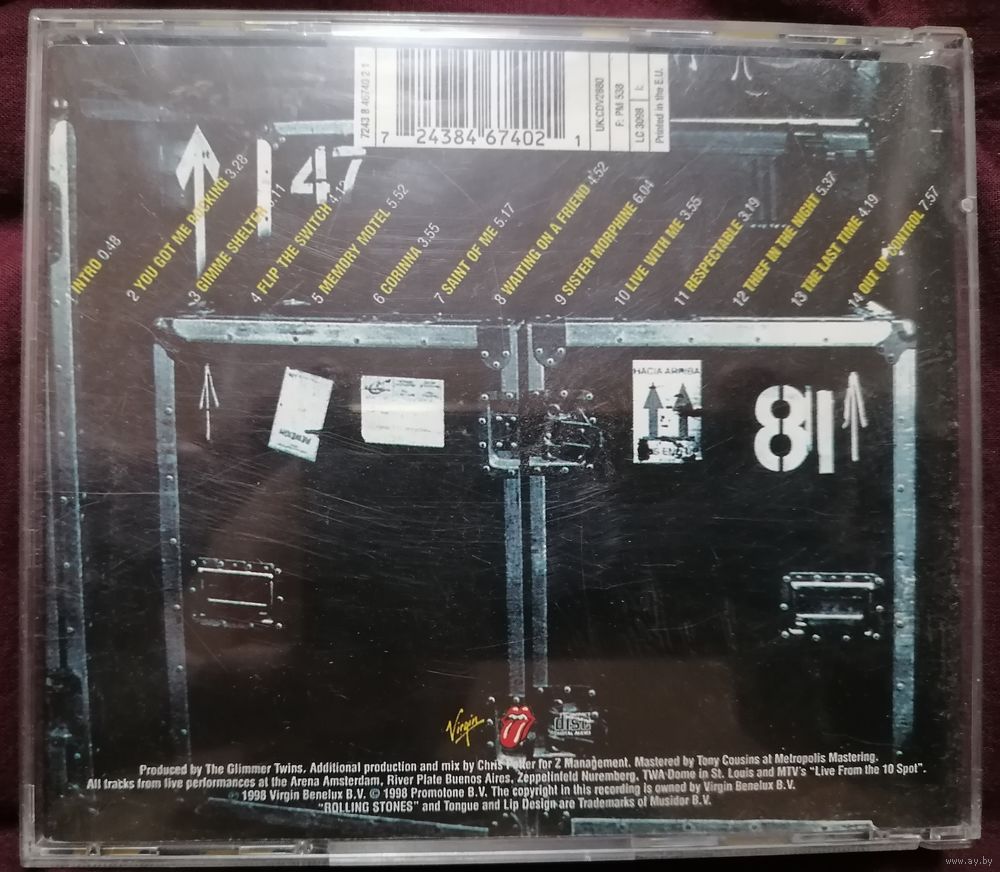 7243 8 46740 2 1
7 24384 67402 1
UK:CDV2880
F: PM 538
LC 3098
Printed in the E.U.
47
1 INTRO 0.48
2 YOU GOT ME ROCKING 3.28
3 GIMME SHELTER
4 FLIP THE SWITCH
5 MEMORY MOTEL 5.52
6 CORINNA 3.55
7 SAINT OF ME 5.17
8 WAITING ON A FRIEND 4.52
9 SISTER MORPHINE 6.04
10 LIVE WITH ME 3.55
11 RESPECTABLE 3.19
12 THIEF IN THE NIGHT 5.37
13 THE LAST TIME 4.19
14 OUT OF CONTROL 7.57
HACIA ARRIBA
81
Virgin
disc
DIGITAL AUDIO
Produced by The Glimmer Twins. Additional production and mix by Chris Potter for Z Management. Mastered by Tony Cousins at Metropolis Mastering.
All tracks from live performances at the Arena Amsterdam, River Plate Buenos Aires, Zeppelinfeld Nuremberg, TWA Dome in St. Louis and MTV's "Live From the 10 Spot".
℗ 1998 Virgin Benelux B.V. © 1998 Promotone B.V. The copyright in this recording is owned by Virgin Benelux B.V.
"ROLLING STONES" and Tongue and Lip Design are Trademarks of Musidor B.V.
www.ay.by